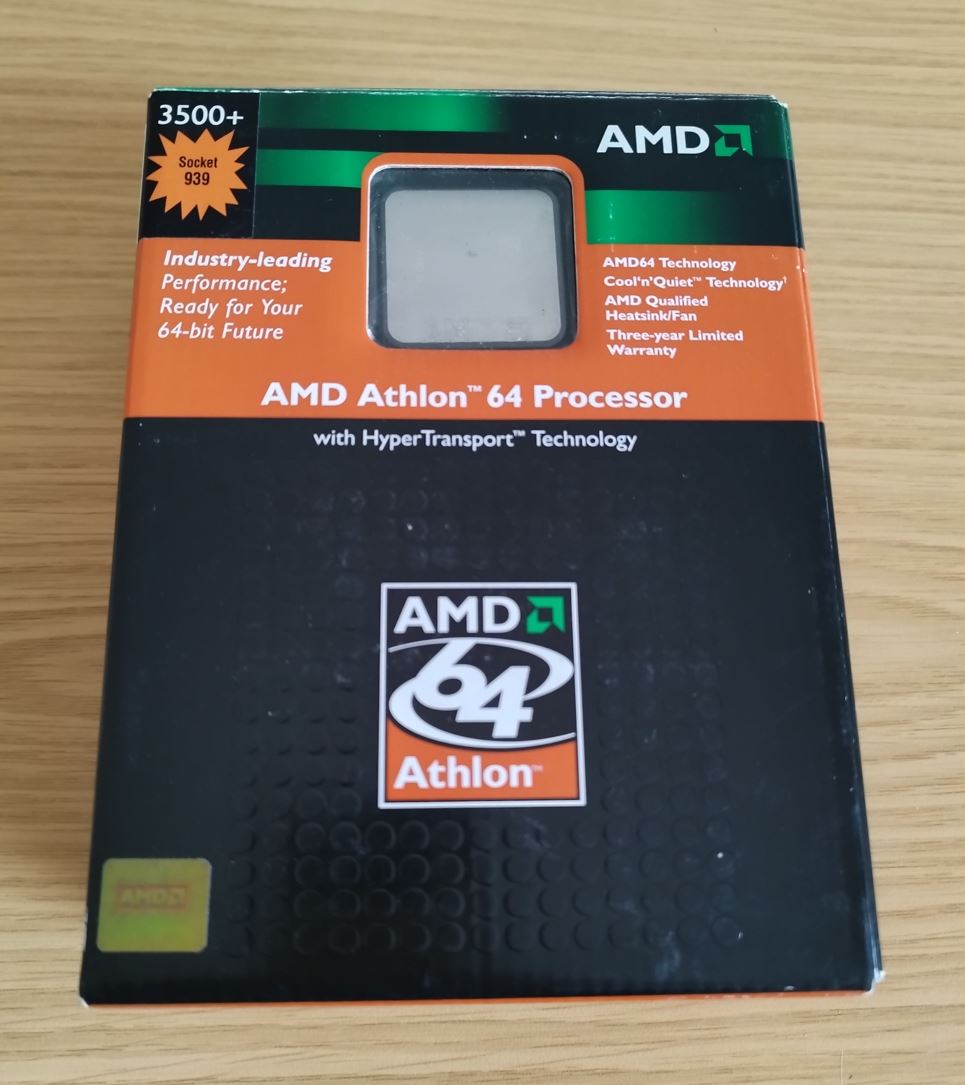 3500+
Socket
939
AMD
Industry-leading
Performance;
Ready for Your
64-bit Future
AMD64 Technology
Cool'n'Quiet™ Technology†
AMD Qualified
Heatsink/Fan
Three-year Limited
Warranty
AMD Athlon™ 64 Processor
with HyperTransport™ Technology
AMD
64
Athlon™
AMD